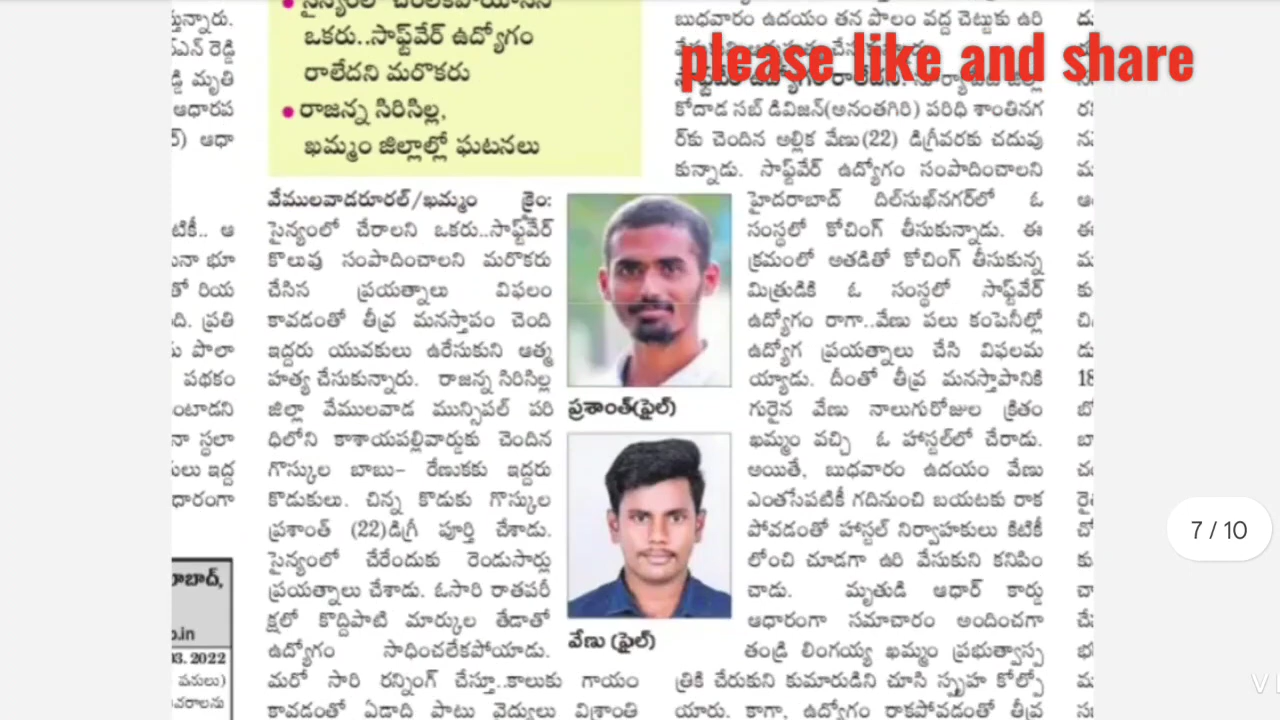 ఒకరు..సాఫ్ట్‌వేర్ ఉద్యోగం
రాలేదని మరొకరు
• రాజన్న సిరిసిల్ల,
ఖమ్మం జిల్లాల్లో ఘటనలు
వేములవాడరూరల్/ఖమ్మం క్రైం:
సైన్యంలో చేరాలని ఒకరు..సాఫ్ట్‌వేర్
కొలువు సంపాదించాలని మరొకరు
చేసిన ప్రయత్నాలు విఫలం
కావడంతో తీవ్ర మనస్తాపం చెంది
ఇద్దరు యువకులు ఉరేసుకుని ఆత్మ
హత్య చేసుకున్నారు. రాజన్న సిరిసిల్ల
జిల్లా వేములవాడ మున్సిపల్ పరి
ధిలోని కాశాయపల్లివార్డుకు చెందిన
గొస్కుల బాబు- రేణుకకు ఇద్దరు
కొడుకులు. చిన్న కొడుకు గొస్కుల
ప్రశాంత్ (22)డిగ్రీ పూర్తి చేశాడు.
సైన్యంలో చేరేందుకు రెండుసార్లు
ప్రయత్నాలు చేశాడు. ఓసారి రాతపరీ
క్షలో కొద్దిపాటి మార్కుల తేడాతో
ఉద్యోగం సాధించలేకపోయాడు.
మరో సారి రన్నింగ్ చేస్తూ..కాలుకు గాయం
కావడంతో ఏడాది పాటు వైద్యులు విశ్రాంతి
ప్రశాంత్(ఫైల్)
వేణు (ఫైల్)
బుధవారం ఉదయం తన పొలం వద్ద చెట్టుకు ఉరి
please like and share
కోదాడ సబ్ డివిజన్(అనంతగిరి) పరిధి శాంతినగ
ర్‌కు చెందిన అల్లిక వేణు(22) డిగ్రీవరకు చదువు
కున్నాడు. సాఫ్ట్‌వేర్ ఉద్యోగం సంపాదించాలని
హైదరాబాద్ దిల్‌సుఖ్‌నగర్‌లో ఓ
సంస్థలో కోచింగ్ తీసుకున్నాడు. ఈ
క్రమంలో అతడితో కోచింగ్ తీసుకున్న
మిత్రుడికి ఓ సంస్థలో సాఫ్ట్‌వేర్
ఉద్యోగం రాగా..వేణు పలు కంపెనీల్లో
ఉద్యోగ ప్రయత్నాలు చేసి విఫలమ
య్యాడు. దీంతో తీవ్ర మనస్తాపానికి
గురైన వేణు నాలుగురోజుల క్రితం
ఖమ్మం వచ్చి ఓ హాస్టల్‌లో చేరాడు.
అయితే, బుధవారం ఉదయం వేణు
ఎంతసేపటికీ గదినుంచి బయటకు రాక
పోవడంతో హాస్టల్ నిర్వాహకులు కిటికీ
లోంచి చూడగా ఉరి వేసుకుని కనిపిం
చాడు. మృతుడి ఆధార్ కార్డు
ఆధారంగా సమాచారం అందించగా
తండ్రి లింగయ్య ఖమ్మం ప్రభుత్వాస్ప
త్రికి చేరుకుని కుమారుడిని చూసి స్పృహ కోల్పో
యారు. కాగా, ఉద్యోగం రాకపోవడంతో తీవ్ర
7 / 10